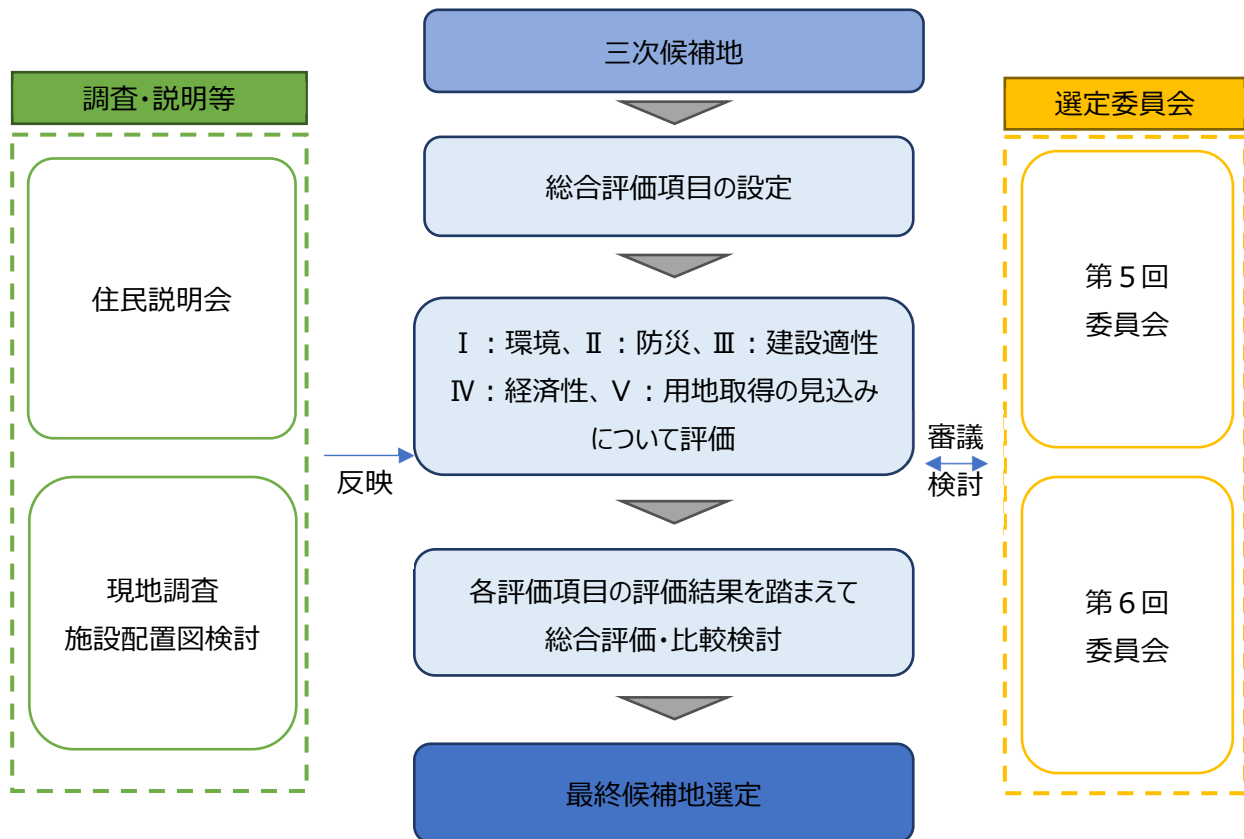 三次候補地
調査・説明等
選定委員会
総合評価項目の設定
住民説明会
第5回
委員会
Ⅰ：環境、Ⅱ：防災、Ⅲ：建設適性
Ⅳ：経済性、Ⅴ：用地取得の見込み
について評価
反映
審議
検討
現地調査
施設配置図検討
各評価項目の評価結果を踏まえて
総合評価・比較検討
第6回
委員会
最終候補地選定